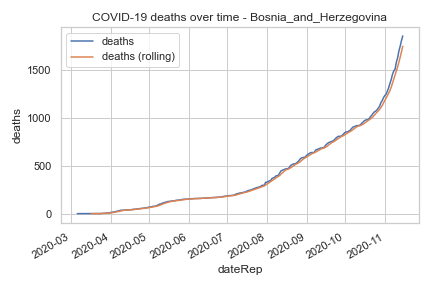 COVID-19 deaths over time - Bosnia_and_Herzegovina
deaths
deaths (rolling)
1500
1000
500
0
deaths
2020-03
2020-04
2020-05
2020-06
2020-07
2020-08
2020-09
2020-10
2020-11
dateRep